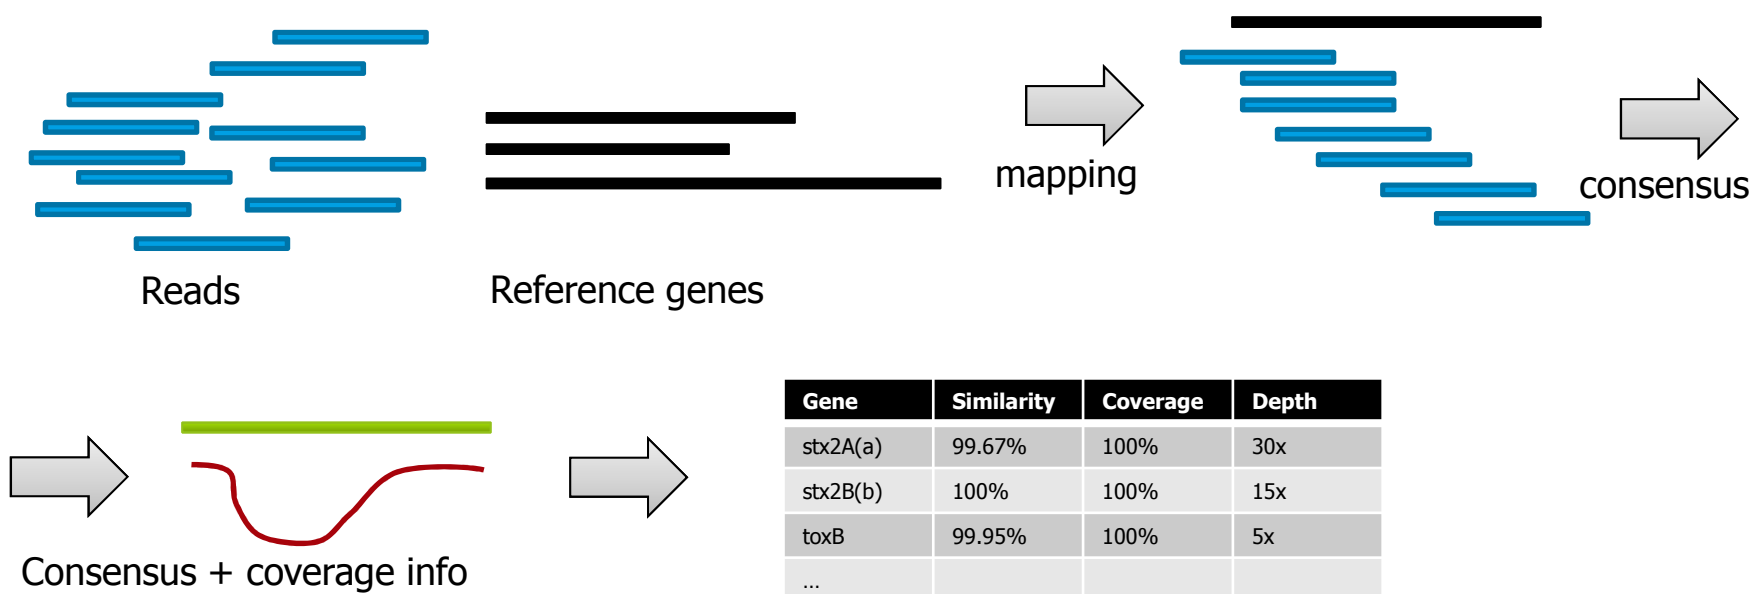 mapping
consensus
Reads
Reference genes
Consensus + coverage info
Gene Similarity Coverage Depth
stx2A(a) 99.67% 100% 30x
stx2B(b) 100% 100% 15x
toxB 99.95% 100% 5x
...